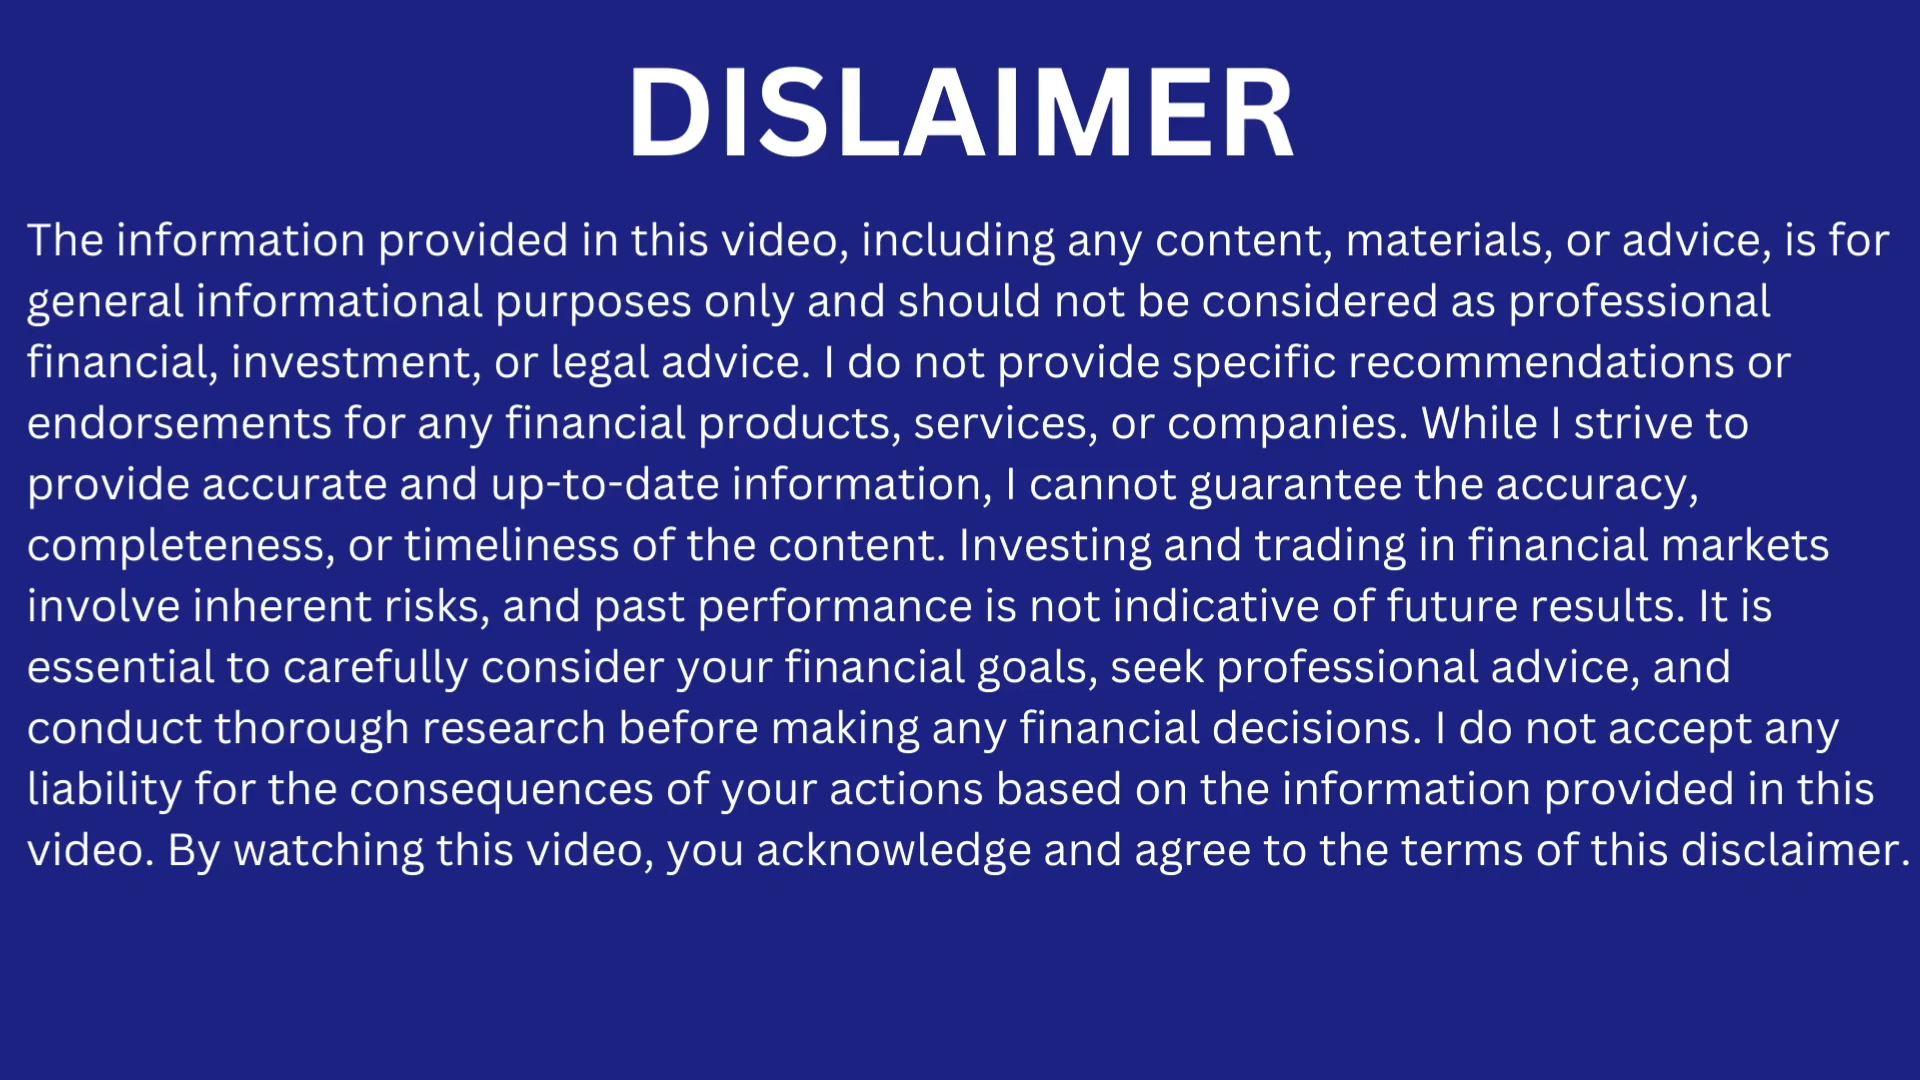 DISLAIMER
The information provided in this video, including any content, materials, or advice, is for
general informational purposes only and should not be considered as professional
financial, investment, or legal advice. I do not provide specific recommendations or
endorsements for any financial products, services, or companies. While I strive to
provide accurate and up-to-date information, I cannot guarantee the accuracy,
completeness, or timeliness of the content. Investing and trading in financial markets
involve inherent risks, and past performance is not indicative of future results. It is
essential to carefully consider your financial goals, seek professional advice, and
conduct thorough research before making any financial decisions. I do not accept any
liability for the consequences of your actions based on the information provided in this
video. By watching this video, you acknowledge and agree to the terms of this disclaimer.